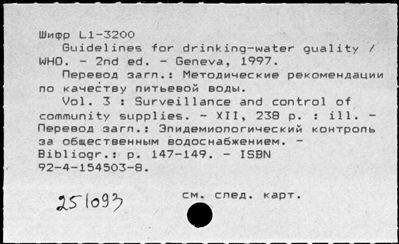 Шифр L1-3200
Guidelines for drinking-water guality /
WHO. - 2nd ed. - Geneva, 1997.
Перевод загл.: Методические рекомендации
по качеству питьевой воды.
Vol. 3 : Surveillance and control of
community supplies. - XII, 238 p. : ill. -
Перевод загл.: Эпидемиологический контроль
за общественным водоснабжением. -
Bibliogr.: p. 147-149. - ISBN
92-4-154503-8.
251093
см. след. карт.